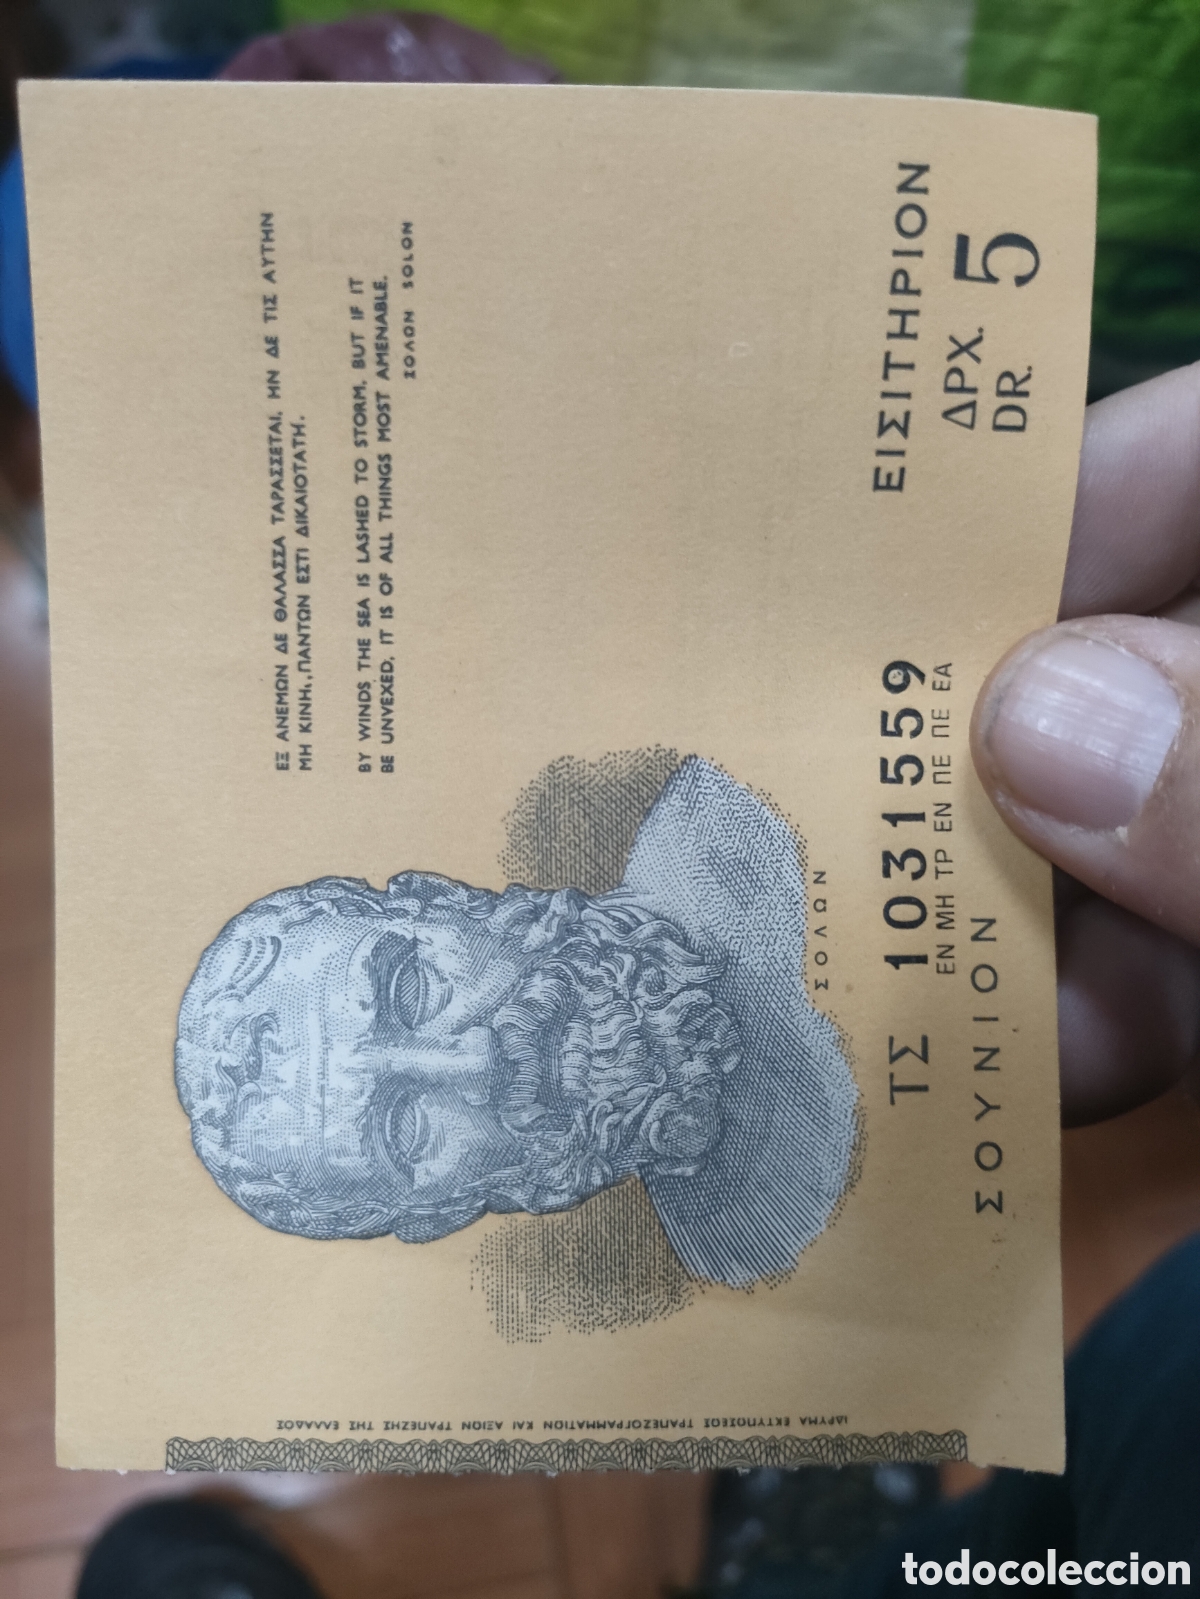 ΕΞ ΑΝΕΜΩΝ ΔΕ ΘΑΛΑΣΣΑ ΤΑΡΑΣΣΕΤΑΙ, ΗΝ ΔΕ ΤΙΣ ΑΥΤΗΝ
ΜΗ ΚΙΝΗι, ΠΑΝΤΩΝ ΕΣΤΙ ΔΙΚΑΙΟΤΑΤΗ.
BY WINDS THE SEA IS LASHED TO STORM, BUT IF IT
BE UNVEXED, IT IS OF ALL THINGS MOST AMENABLE.
ΣΟΛΩΝ SOLON
ΣΟΛΩΝ
ΤΣ 1031559
ΕΝ ΜΗ ΤΡ ΕΝ ΠΕ ΠΕ ΕΑ
ΣΟΥΝΙΟΝ
ΕΙΣΙΤΗΡΙΟΝ
ΔΡΧ. 5
DR.
ΙΔΡΥΜΑ ΕΚΤΥΠΩΣΕΩΣ ΤΡΑΠΕΖΟΓΡΑΜΜΑΤΙΩΝ ΚΑΙ ΑΞΙΩΝ ΤΡΑΠΕΖΗΣ ΤΗΣ ΕΛΛΑΔΟΣ
todocoleccion